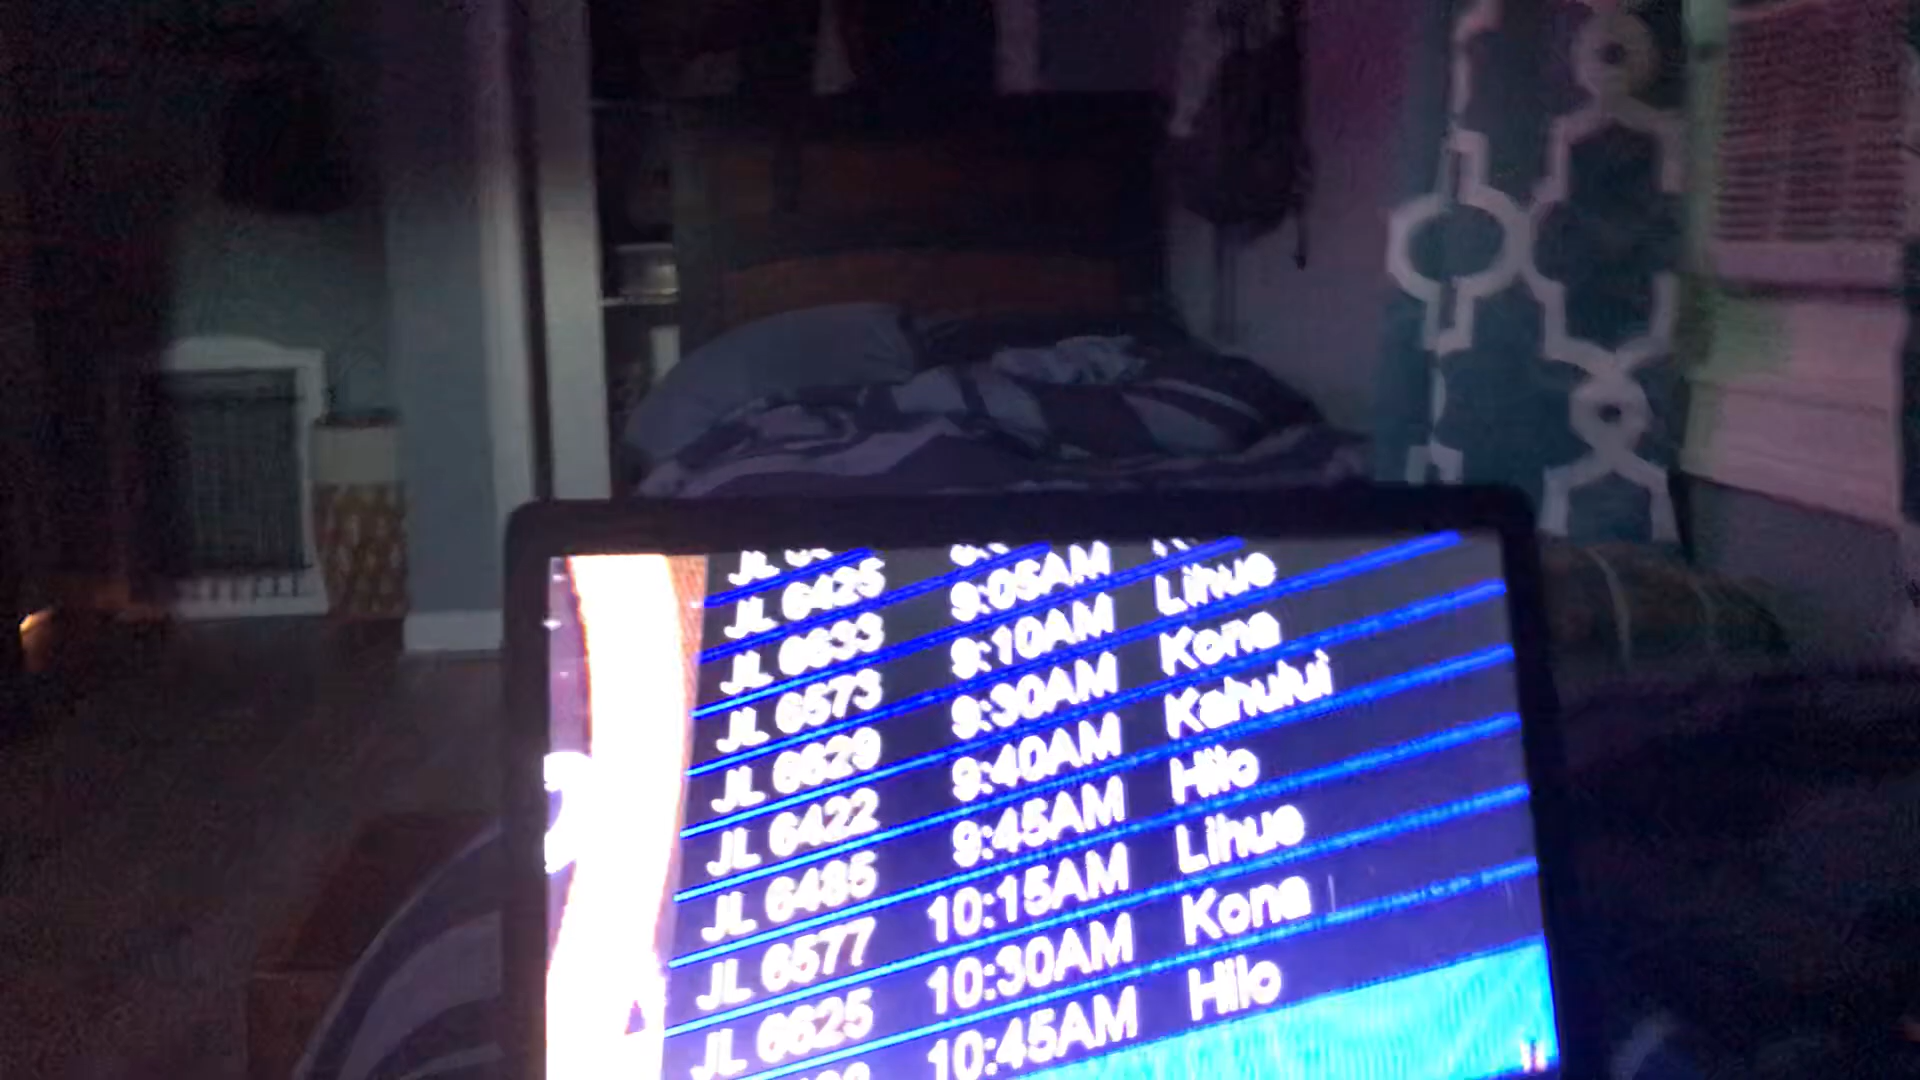 JL 6425
JL 6633 9:05AM
JL 6573 9:10AM Lihue
JL 6629 9:30AM Kona
JL 6422 9:40AM Kahului
JL 6485 9:45AM Hilo
JL 6577 10:15AM Lihue
JL 6625 10:30AM Kona
10:45AM Hilo